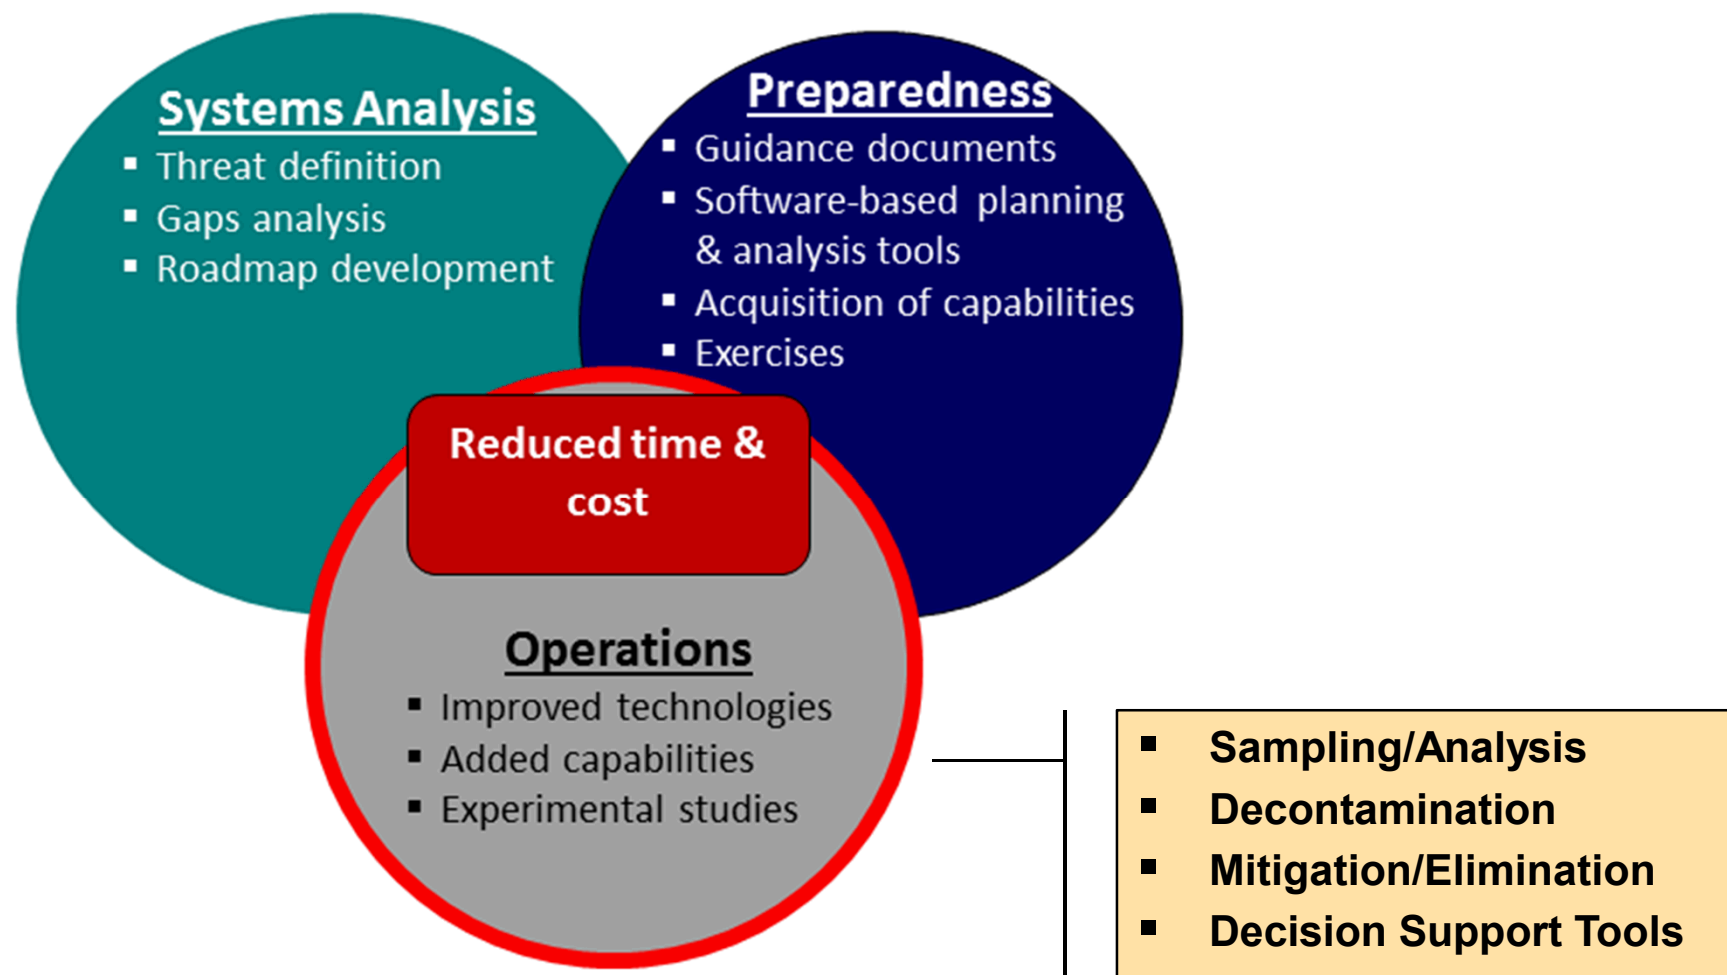 Systems Analysis
▪ Threat definition
▪ Gaps analysis
▪ Roadmap development
Preparedness
▪ Guidance documents
▪ Software-based planning
& analysis tools
▪ Acquisition of capabilities
▪ Exercises
Reduced time &
cost
Operations
▪ Improved technologies
▪ Added capabilities
▪ Experimental studies
▪ Sampling/Analysis
▪ Decontamination
▪ Mitigation/Elimination
▪ Decision Support Tools